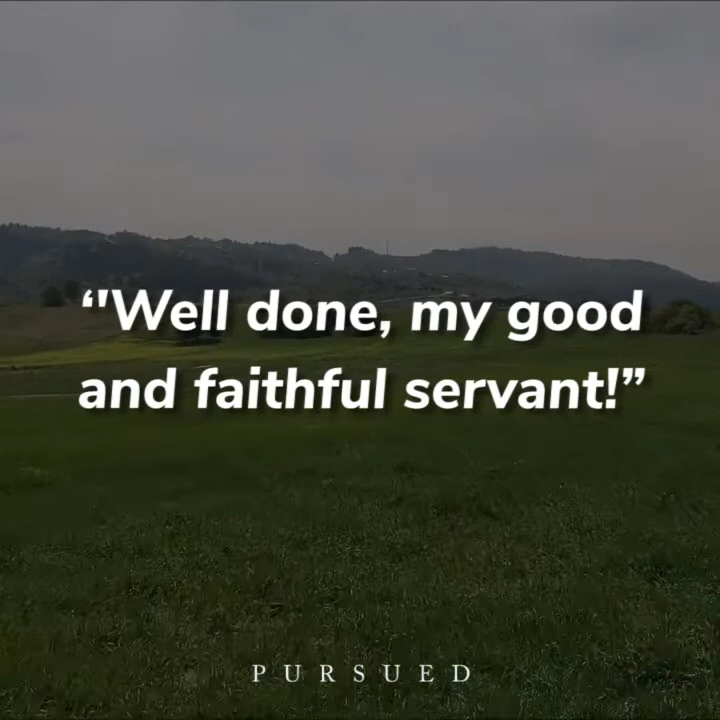 “'Well done, my good
and faithful servant!”
PURSUED